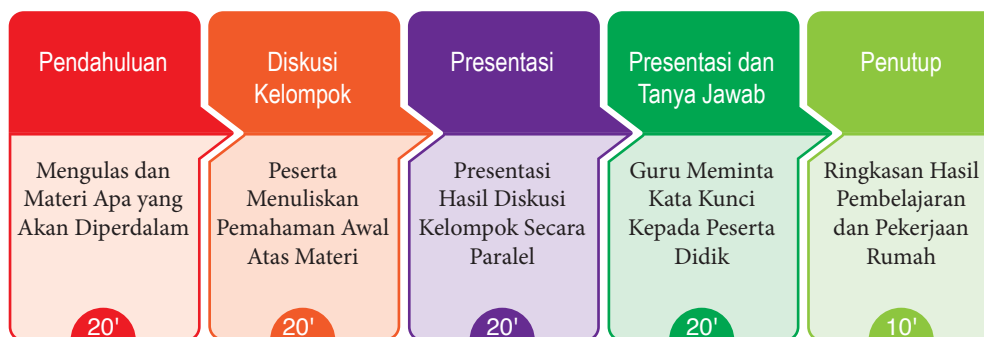 Pendahuluan
Mengulas dan
Materi Apa yang
Akan Diperdalam
20'
Diskusi
Kelompok
Peserta
Menuliskan
Pemahaman Awal
Atas Materi
20'
Presentasi
Presentasi
Hasil Diskusi
Kelompok Secara
Paralel
20'
Presentasi dan
Tanya Jawab
Guru Meminta
Kata Kunci
Kepada Peserta
Didik
20'
Penutup
Ringkasan Hasil
Pembelajaran
dan Pekerjaan
Rumah
10'